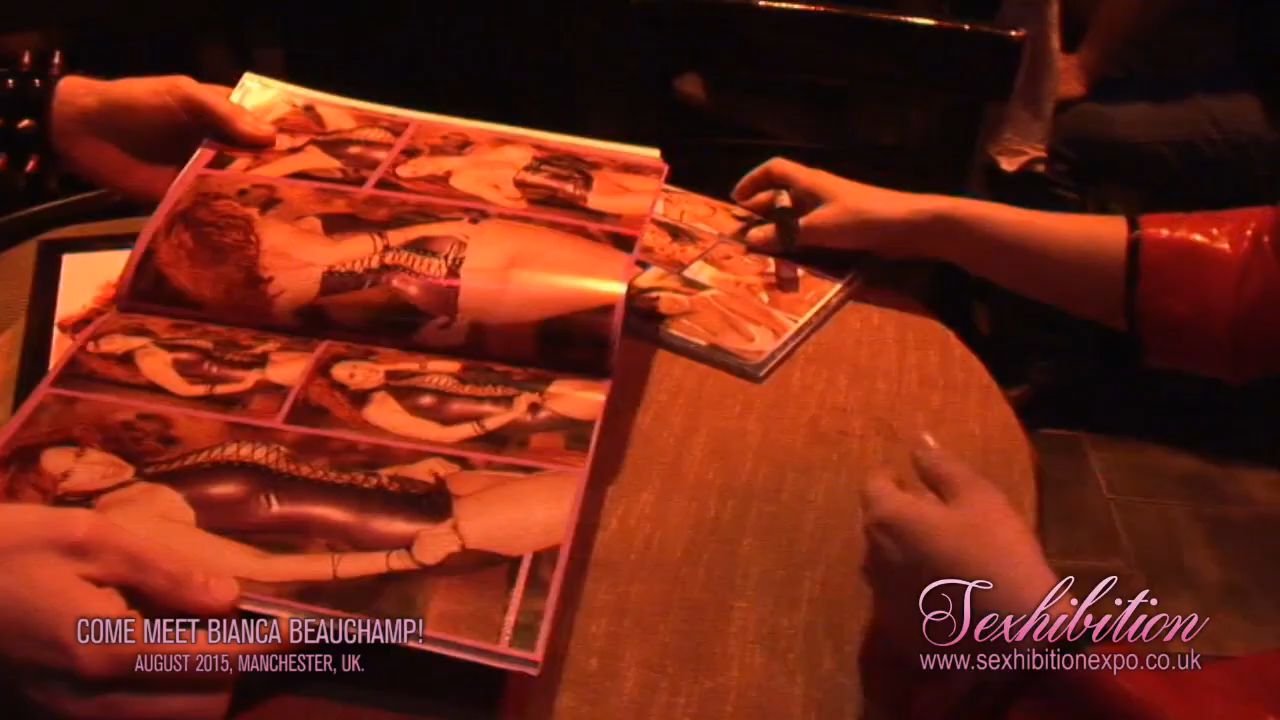 COME MEET BIANCA BEAUCHAMP!
AUGUST 2015, MANCHESTER, UK.
Sexhibition
www.sexhibitionexpo.co.uk